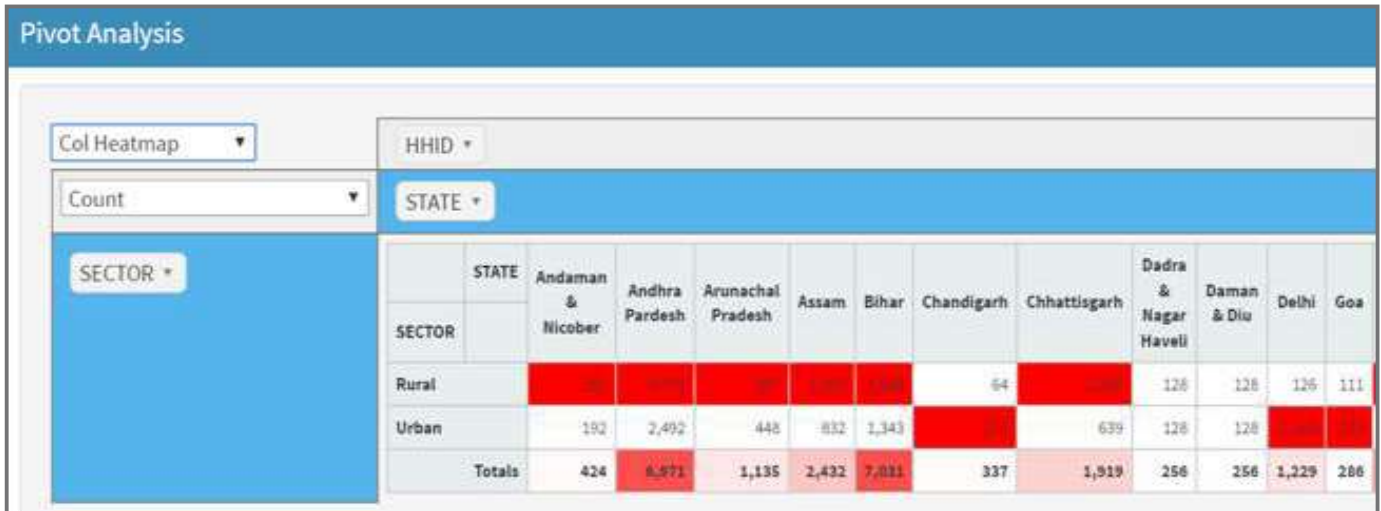 Pivot Analysis
Col Heatmap ▼
HHID ▾
Count ▼
STATE ▾
SECTOR ▾
STATE
SECTOR
Andaman & Nicober
Andhra Pardesh
Arunachal Pradesh
Assam
Bihar
Chandigarh
Chhattisgarh
Dadra & Nagar Haveli
Daman & Diu
Delhi
Goa
Rural 64 128 128 126 111
Urban 192 2,492 448 832 1,343 639 128 128
Totals 424 6,971 1,135 2,432 7,031 337 1,919 256 256 1,229 286